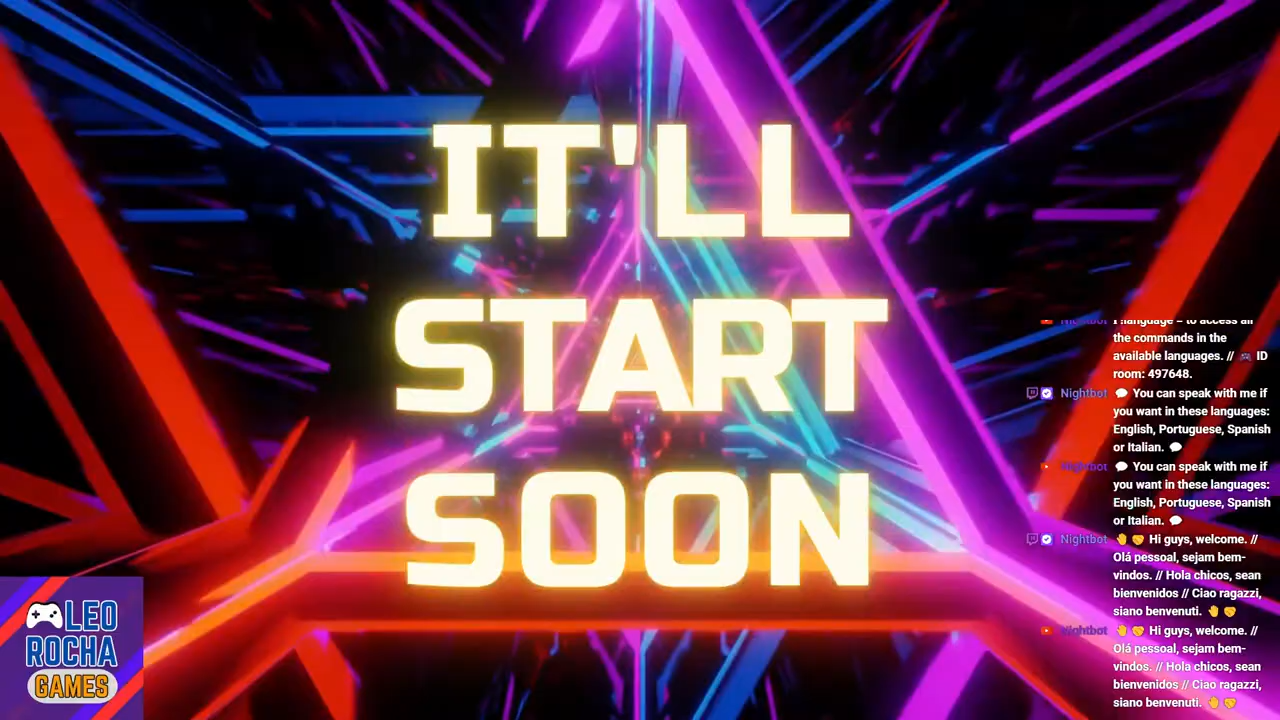 IT'LL
START
SOON
the commands in the
available languages. // 🎮 ID
room: 497648.
Nightbot 💬 You can speak with me if
you want in these languages:
English, Portuguese, Spanish
or Italian. 💬
Nightbot 💬 You can speak with me if
you want in these languages:
English, Portuguese, Spanish
or Italian. 💬
Nightbot 🤚 🤝 Hi guys, welcome. //
Olá pessoal, sejam bem-
vindos. // Hola chicos, sean
bienvenidos // Ciao ragazzi,
siano benvenuti. 🤚 🤝
Nightbot 🤚 🤝 Hi guys, welcome. //
Olá pessoal, sejam bem-
vindos. // Hola chicos, sean
bienvenidos // Ciao ragazzi,
siano benvenuti. 🤚 🤝
LEO
ROCHA
GAMES